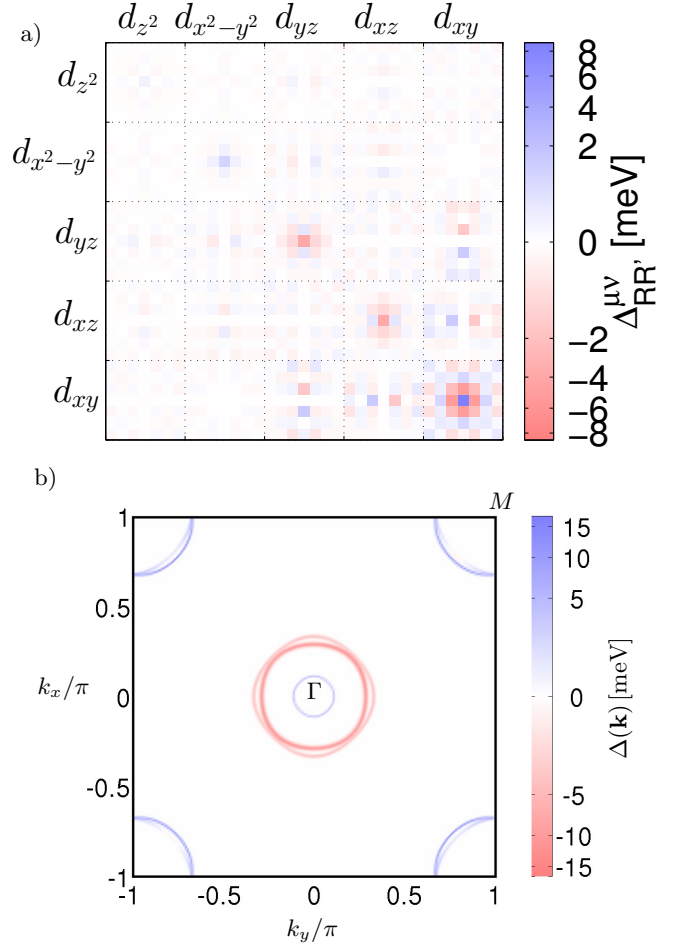 a)
d_{z^2} d_{x^2−y^2} d_{yz} d_{xz} d_{xy}
d_{z^2}
d_{x^2−y^2}
d_{yz}
d_{xz}
d_{xy}
8
6
4
2
0
−2
−4
−6
−8
Δ^{μν}_{RR'} [meV]
b)
M
1
0.5
0
-0.5
-1
k_x/π
Γ
-1 -0.5 0 0.5 1
k_y/π
15
10
5
0
-5
-10
-15
Δ(k) [meV]